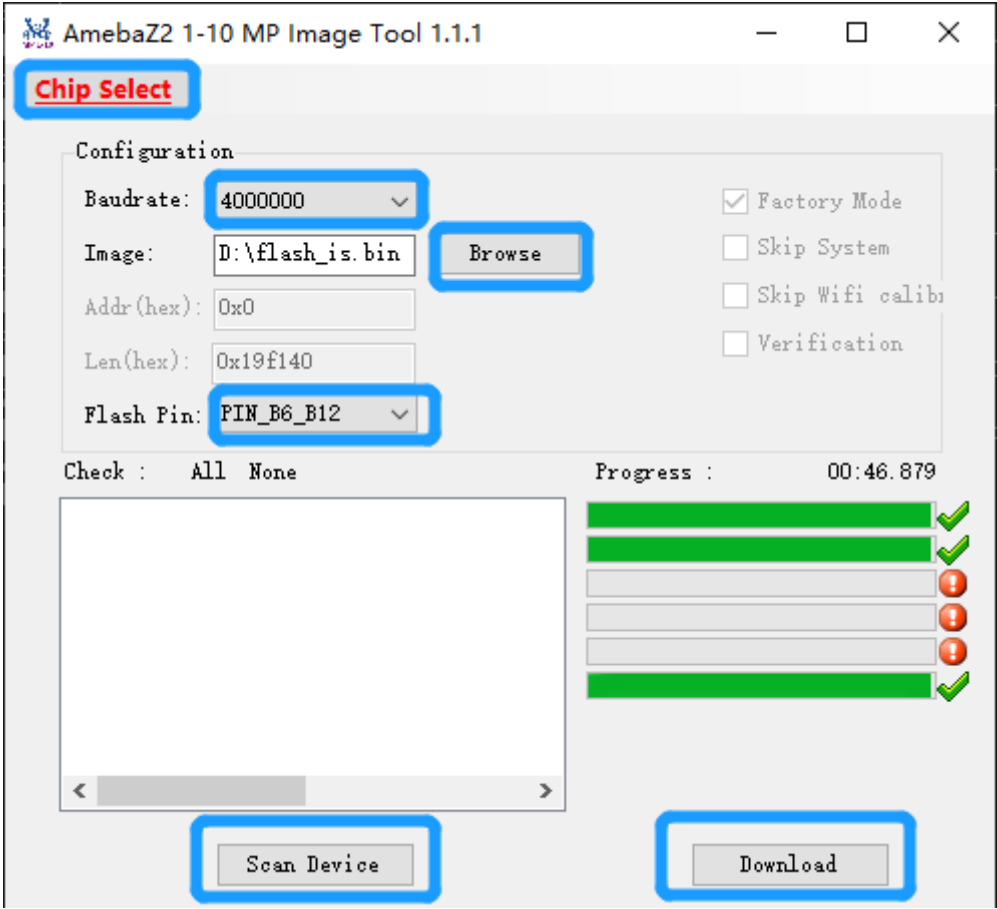 AmebaZ2 1-10 MP Image Tool 1.1.1
Chip Select
Configuration
Baudrate: 4000000
Factory Mode
Image: D:\flash_is.bin Browse
Skip System
Addr(hex): 0x0
Skip Wifi calib
Len(hex): 0x19f140
Verification
Flash Pin: PIN_B6_B12
Check : All None
Progress : 00:46.879
Scan Device
Download